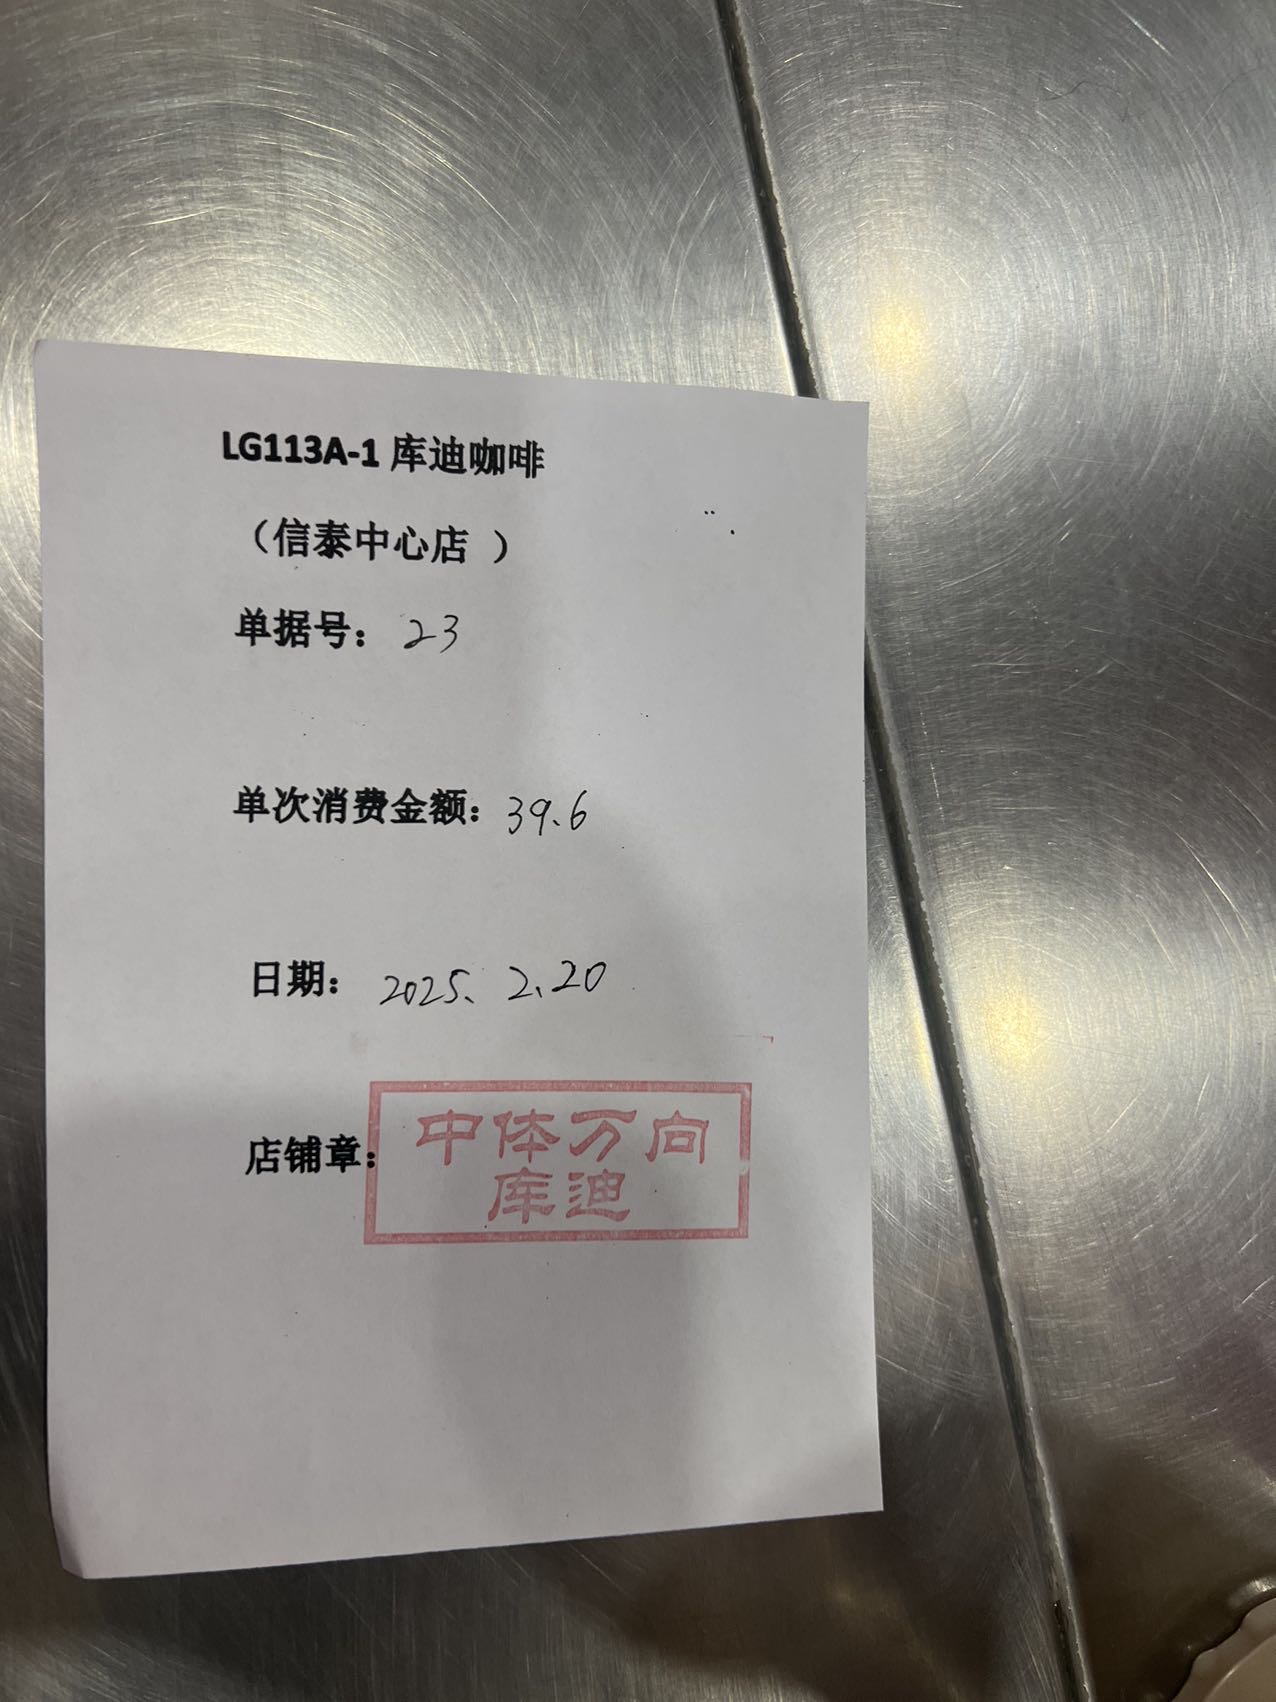 LG113A-1 库迪咖啡
（信泰中心店 ）
单据号： 23
单次消费金额： 39.6
日期： 2025. 2.20
店铺章：
中体万向
库迪